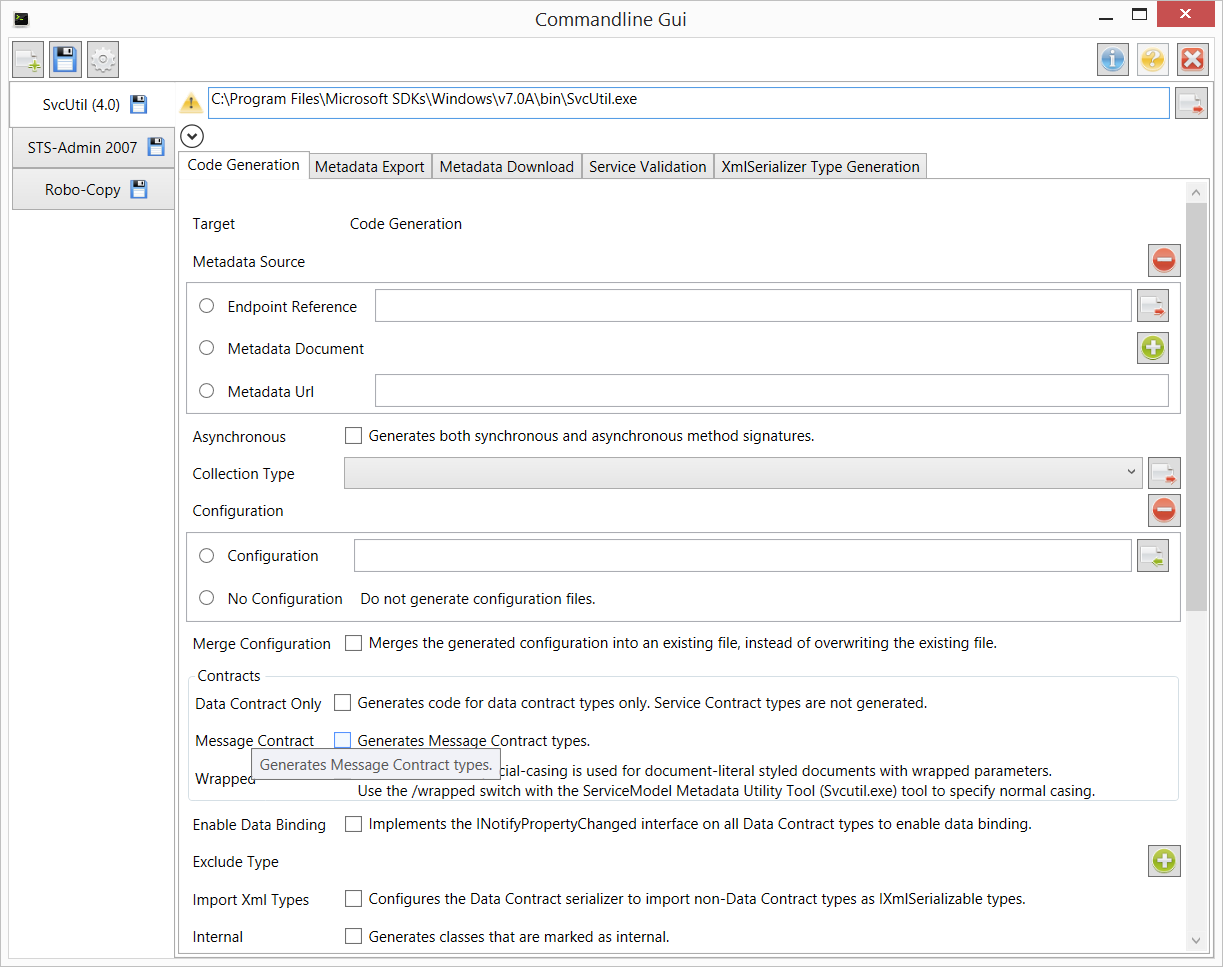 Commandline Gui
SvcUtil (4.0)
STS-Admin 2007
Robo-Copy
C:\Program Files\Microsoft SDKs\Windows\v7.0A\bin\SvcUtil.exe
Code Generation Metadata Export Metadata Download Service Validation XmlSerializer Type Generation
Target Code Generation
Metadata Source
Endpoint Reference
Metadata Document
Metadata Url
Asynchronous Generates both synchronous and asynchronous method signatures.
Collection Type
Configuration
Configuration
No Configuration Do not generate configuration files.
Merge Configuration Merges the generated configuration into an existing file, instead of overwriting the existing file.
Contracts
Data Contract Only Generates code for data contract types only. Service Contract types are not generated.
Message Contract Generates Message Contract types.
Generates Message Contract types.
Wrapped cial-casing is used for document-literal styled documents with wrapped parameters.
Use the /wrapped switch with the ServiceModel Metadata Utility Tool (Svcutil.exe) tool to specify normal casing.
Enable Data Binding Implements the INotifyPropertyChanged interface on all Data Contract types to enable data binding.
Exclude Type
Import Xml Types Configures the Data Contract serializer to import non-Data Contract types as IXmlSerializable types.
Internal Generates classes that are marked as internal.